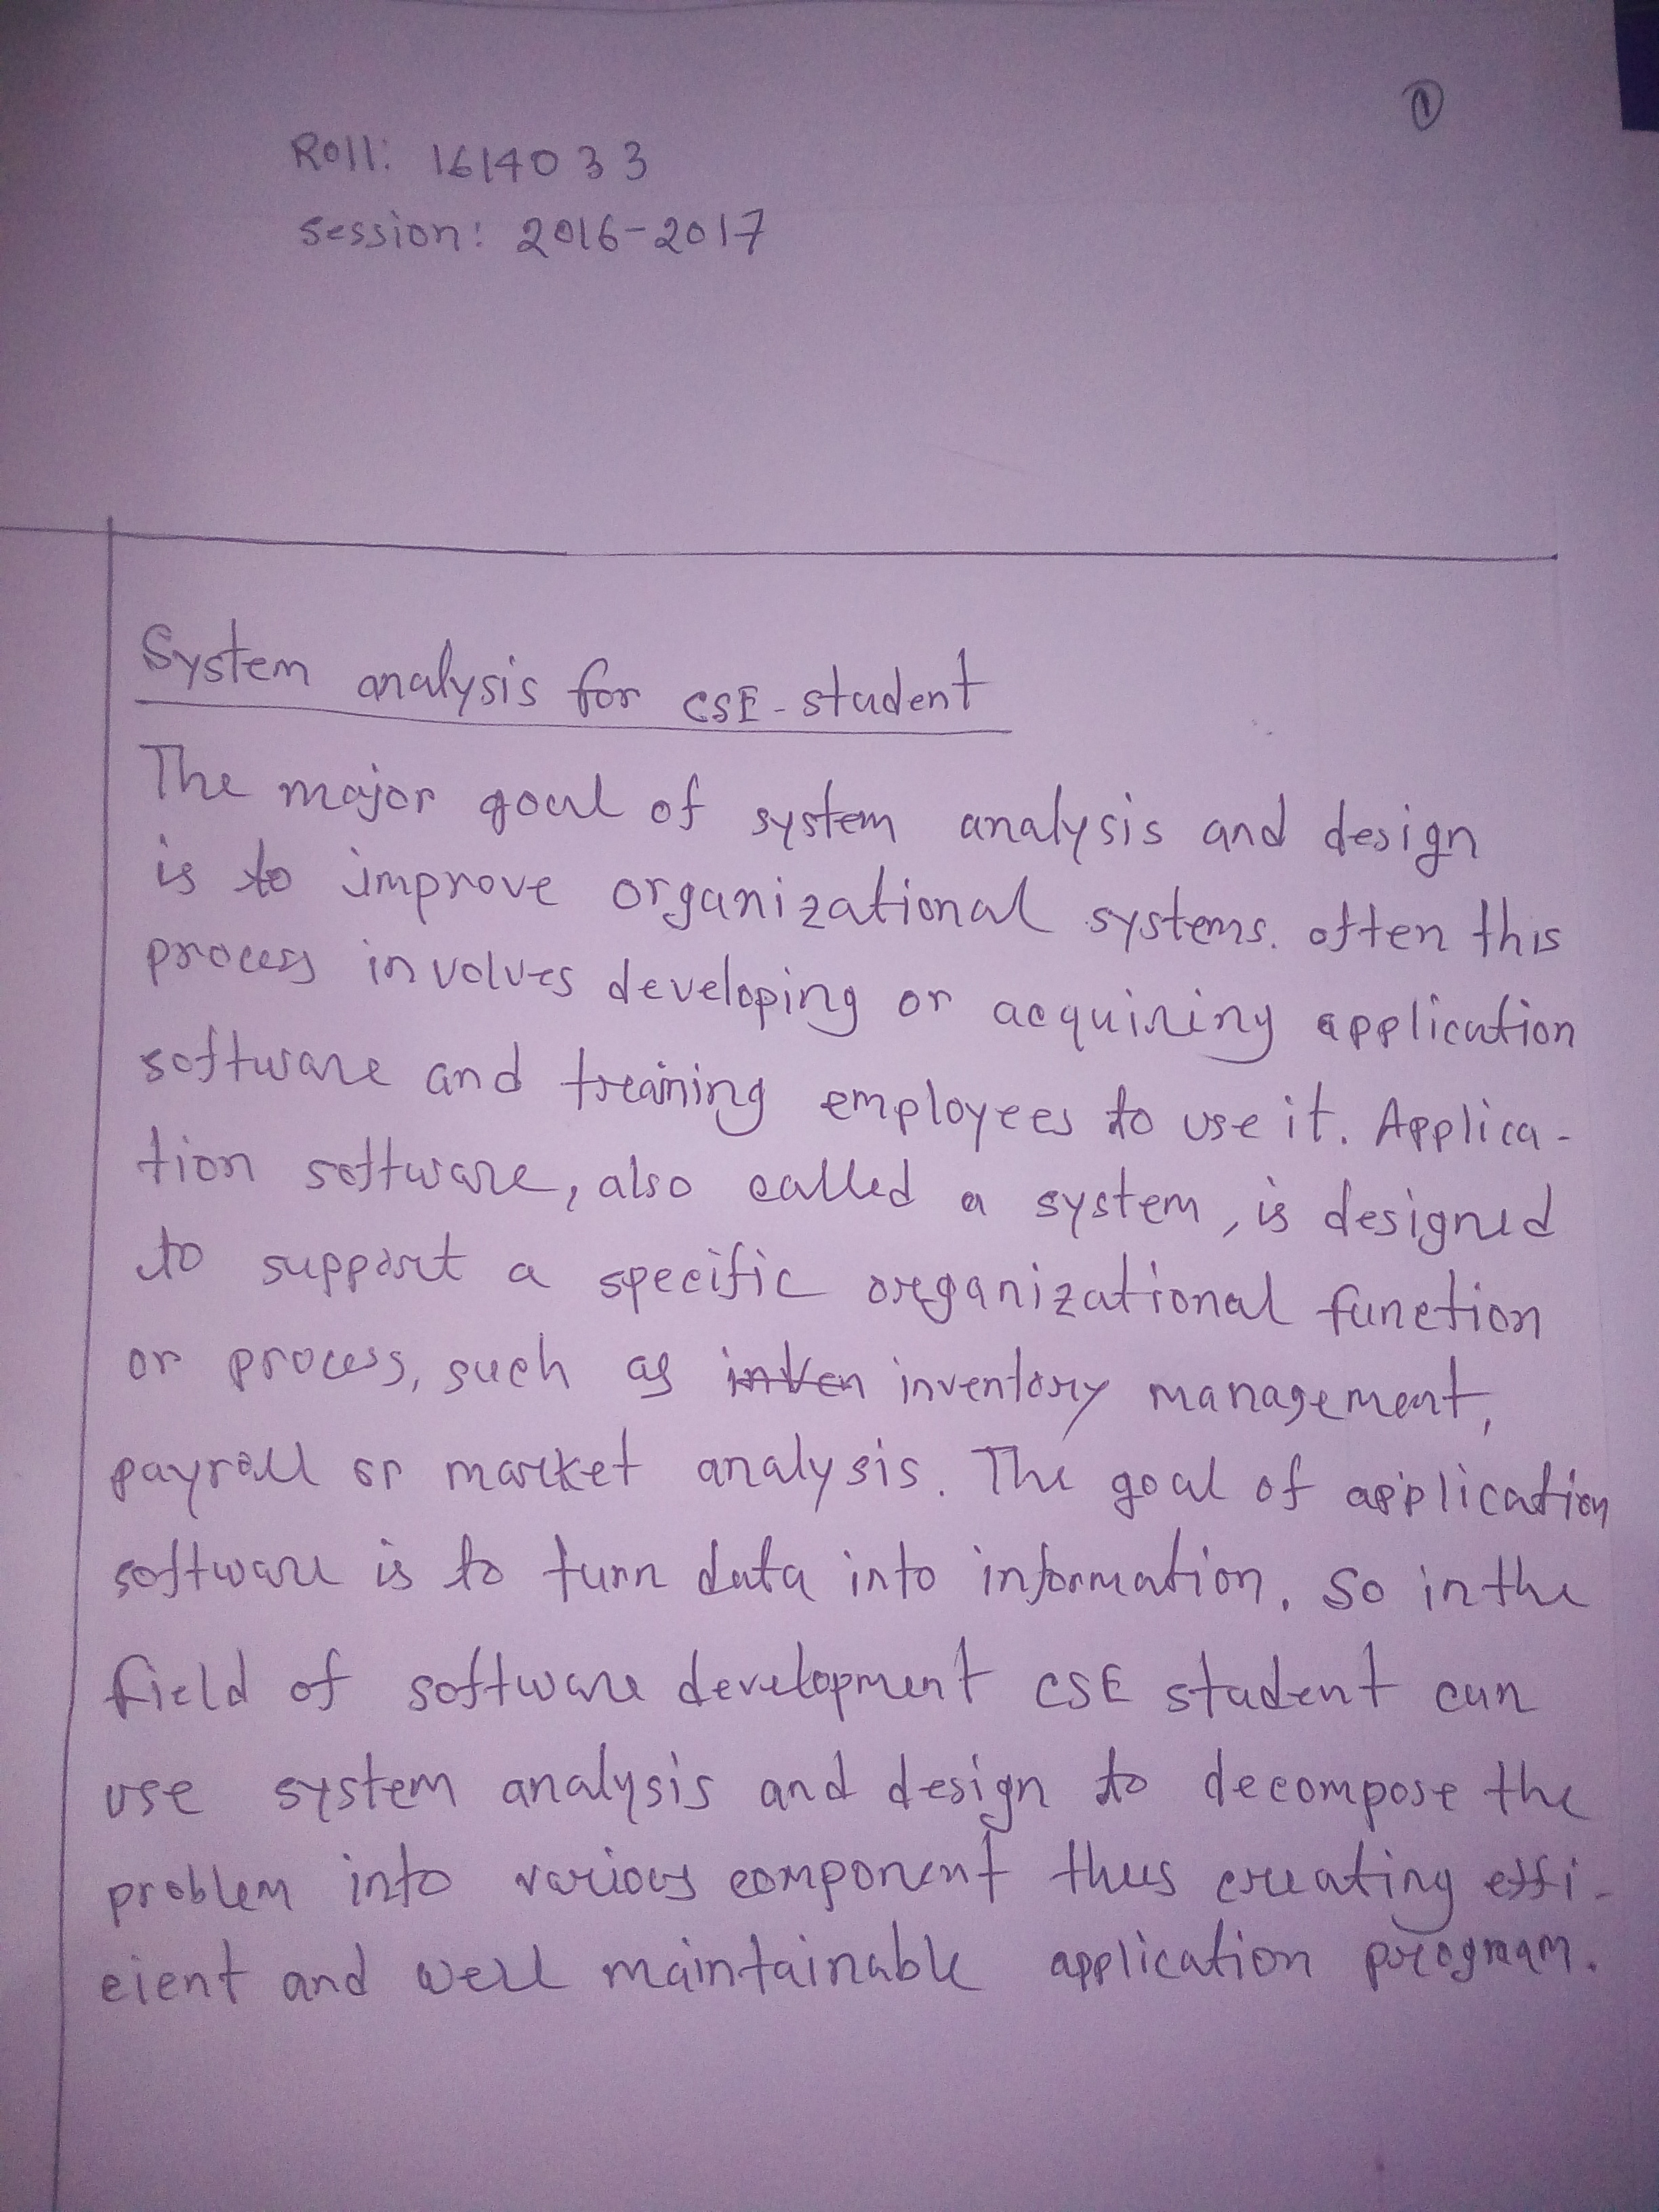 ①
Roll: 1614033
Session: 2016-2017
System analysis for CSE-student
The major goal of system analysis and design
is to improve organizational systems. often this
process involves developing or acquiring application
software and training employees to use it. Applica-
tion software, also called a system, is designed
to support a specific organizational function
or process, such as inven inventory management,
payroll or market analysis. The goal of application
software is to turn data into information. So in the
field of software development CSE student can
use system analysis and design to decompose the
problem into various component thus creating effi-
cient and well maintainable application program.